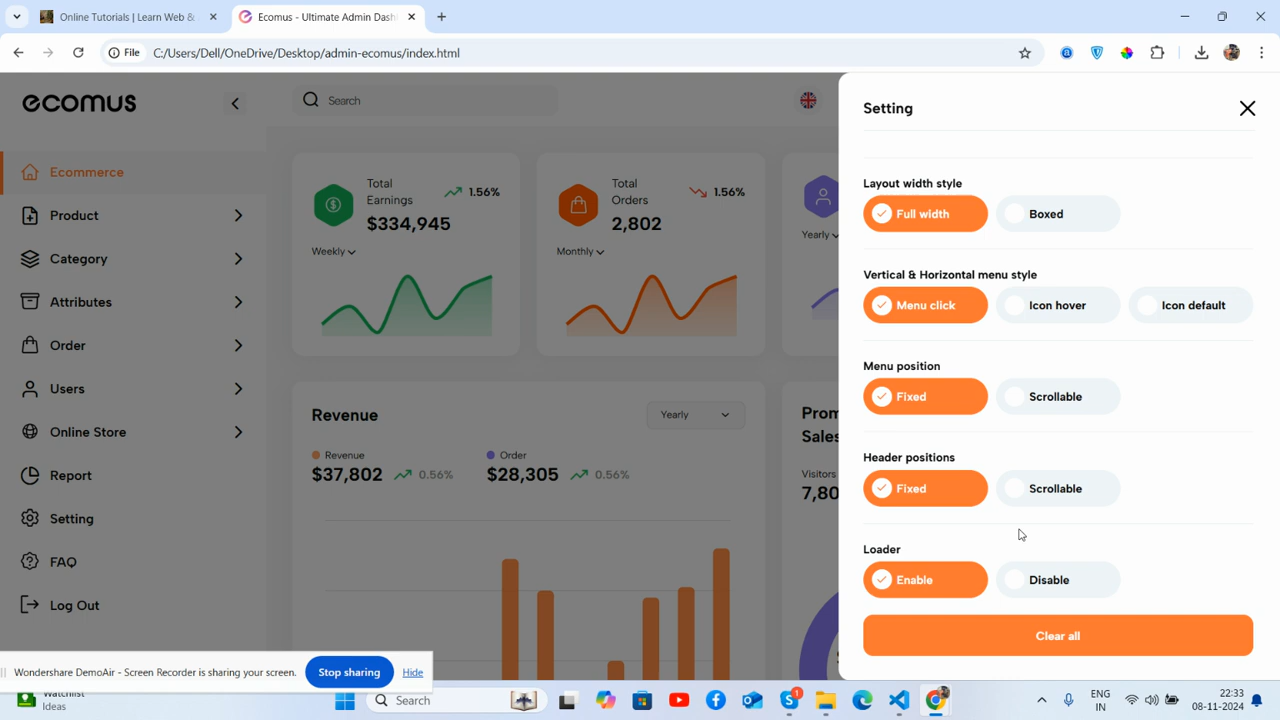 Online Tutorials | Learn Web &
Ecomus - Ultimate Admin Dash
File
C:/Users/Dell/OneDrive/Desktop/admin-ecomus/index.html
ecomus
Search
Setting
Ecommerce
Product
Category
Attributes
Order
Users
Online Store
Report
Setting
FAQ
Log Out
Total
Earnings
1.56%
$334,945
Weekly
Total
Orders
1.56%
2,802
Monthly
Yearly
Revenue
Yearly
Revenue
$37,802
0.56%
Order
$28,305
0.56%
Sales
Visitors
Layout width style
Full width
Boxed
Vertical & Horizontal menu style
Menu click
Icon hover
Icon default
Menu position
Fixed
Scrollable
Header positions
Fixed
Scrollable
Loader
Enable
Disable
Clear all
Wondershare DemoAir - Screen Recorder is sharing your screen.
Stop sharing
Hide
Watchlist
Ideas
Search
1
ENG
IN
22:33
08-11-2024